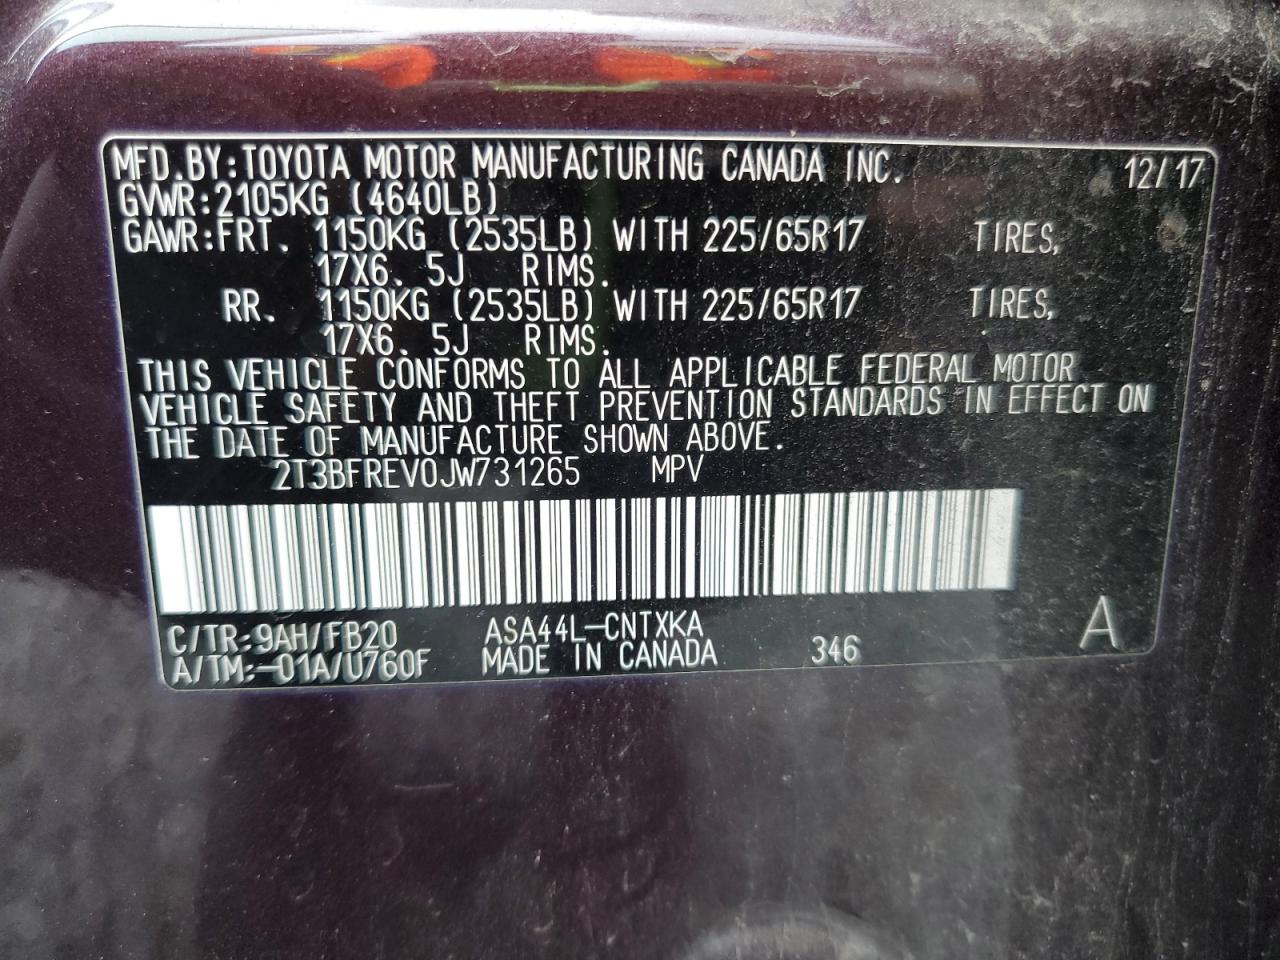 MFD.BY:TOYOTA MOTOR MANUFACTURING CANADA INC. 12/17
GVWR:2105KG (4640LB)
GAWR:FRT. 1150KG (2535LB) WITH 225/65R17 TIRES,
17X6. 5J RIMS.
RR. 1150KG (2535LB) WITH 225/65R17 TIRES,
17X6. 5J RIMS.
THIS VEHICLE CONFORMS TO ALL APPLICABLE FEDERAL MOTOR
VEHICLE SAFETY AND THEFT PREVENTION STANDARDS IN EFFECT ON
THE DATE OF MANUFACTURE SHOWN ABOVE.
2T3BFREV0JW731265 MPV
C/TR:9AH/FB20 ASA44L-CNTXKA A
A/TM:-01A/U760F MADE IN CANADA 346